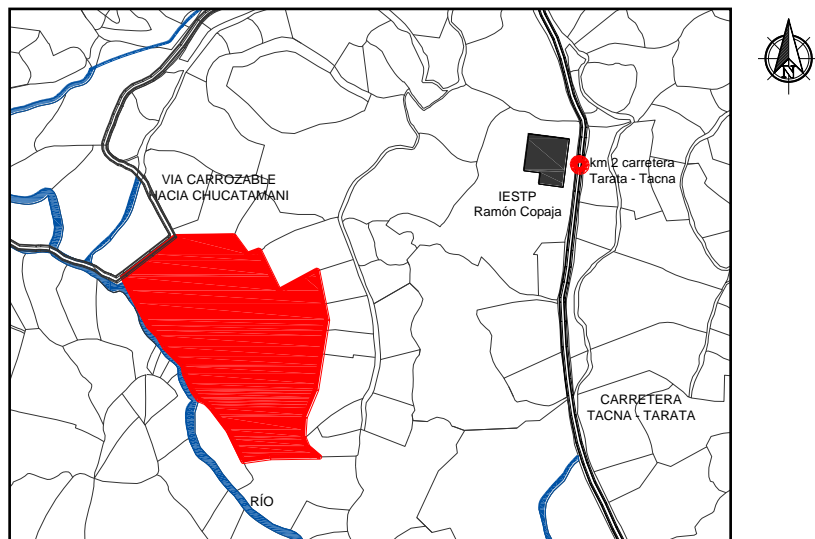 N
km 2 carretera
Tarata - Tacna
VIA CARROZABLE
HACIA CHUCATAMANI
IESTP
Ramón Copaja
CARRETERA
TACNA - TARATA
RÍO